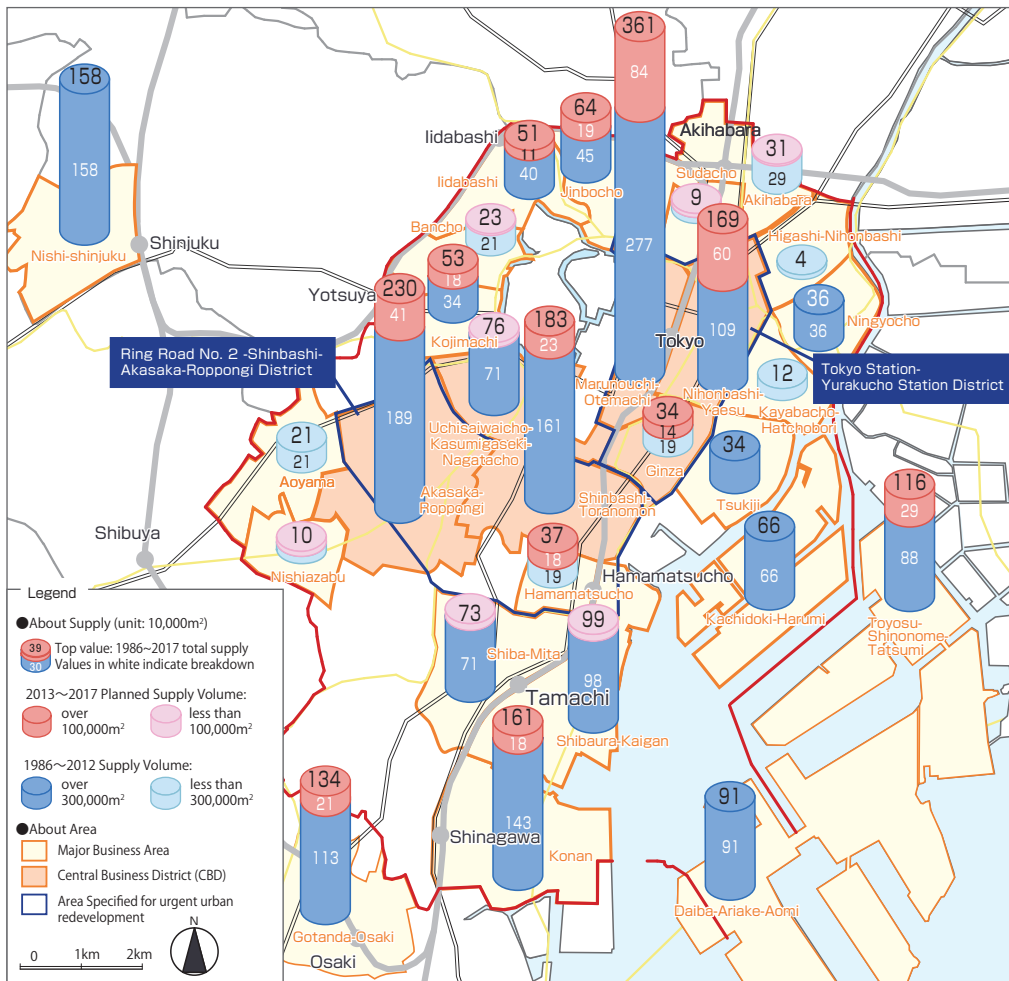 361
84
277
158
158
Nishi-shinjuku
Shinjuku
Iidabashi
51
11
40
Iidabashi
64
19
45
Jinbocho
Akihabara
31
29
Akihabara
Sudacho
9
Bancho
23
21
169
60
109
Nihonbashi-
Yaesu
Higashi-Nihonbashi
4
36
36
Ningyocho
Yotsuya
53
18
34
Kojimachi
230
41
189
Akasaka-
Roppongi
76
71
Uchisaiwaicho-
Kasumigaseki-
Nagatacho
183
23
161
Shinbashi-
Toranomon
Tokyo
Marunouchi-
Otemachi
Ring Road No. 2 -Shinbashi-
Akasaka-Roppongi District
Tokyo Station-
Yurakucho Station District
12
Kayabacho-
Hatchobori
34
14
19
Ginza
34
Tsukiji
21
21
Aoyama
Shibuya
10
Nishiazabu
37
18
19
Hamamatsucho
Hamamatsucho
66
66
Kachidoki-Harumi
116
29
88
Toyosu-
Shinonome-
Tatsumi
73
71
Shiba-Mita
99
98
Shibaura-Kaigan
Tamachi
161
18
143
Konan
Shinagawa
134
21
113
Gotanda-Osaki
Osaki
91
91
Daiba-Ariake-Aomi
Legend
●About Supply (unit: 10,000m²)
39
30
Top value: 1986～2017 total supply
Values in white indicate breakdown
2013～2017 Planned Supply Volume:
over
100,000m²
less than
100,000m²
1986～2012 Supply Volume:
over
300,000m²
less than
300,000m²
●About Area
Major Business Area
Central Business District (CBD)
Area Specified for urgent urban
redevelopment
0 1km 2km
N